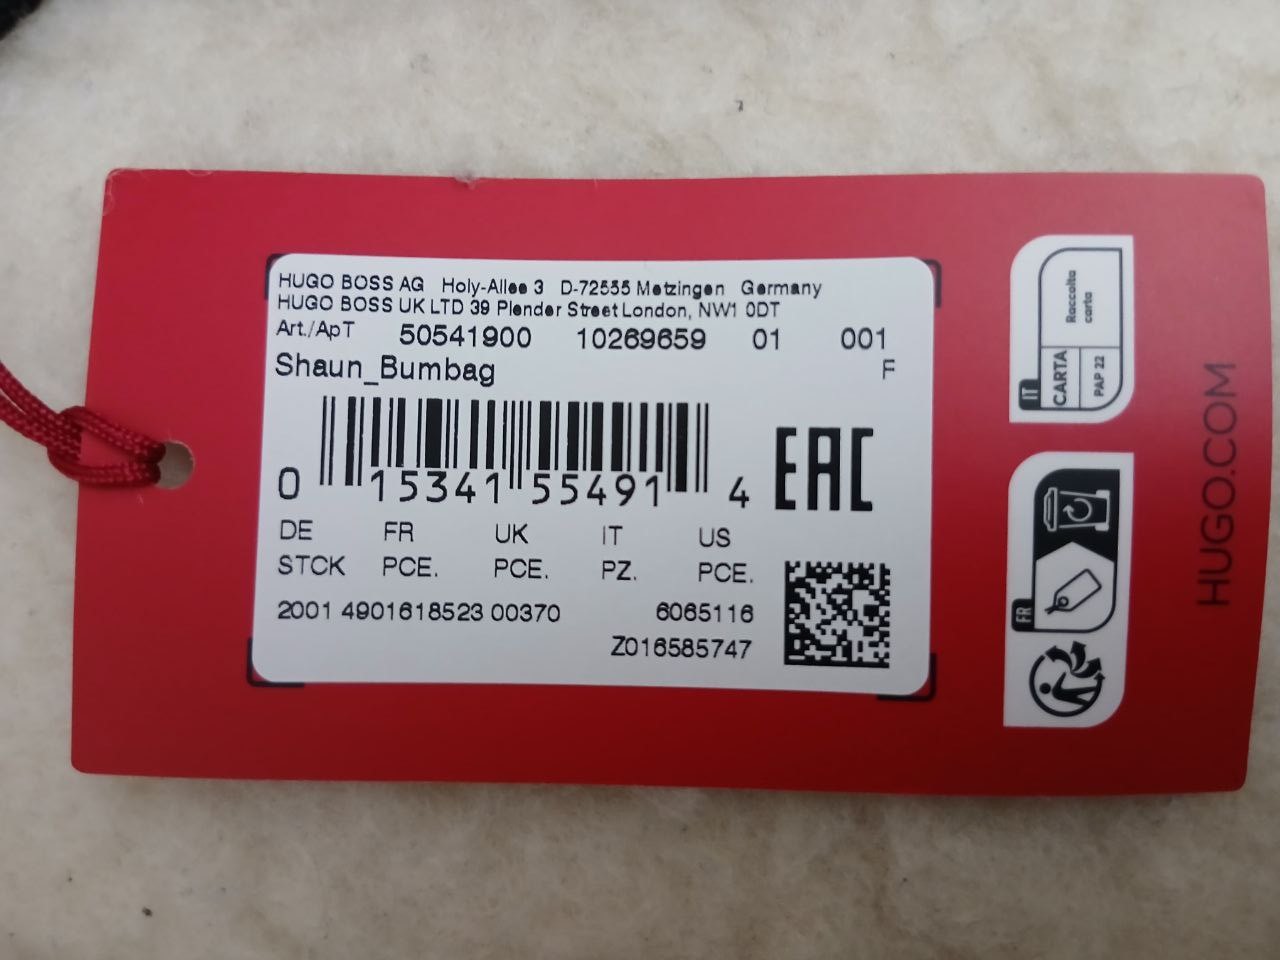 HUGO BOSS AG Holy-Allee 3 D-72555 Metzingen Germany
HUGO BOSS UK LTD 39 Plender Street London, NW1 0DT
Art./ApT 50541900 10269659 01 001
Shaun_Bumbag F
0 15341 55491 4
EAC
DE FR UK IT US
STCK PCE. PCE. PZ. PCE.
2001 4901618523 00370 6065116
Z016585747
IT
CARTA
PAP 22
Raccolta
carta
FR
HUGO.COM